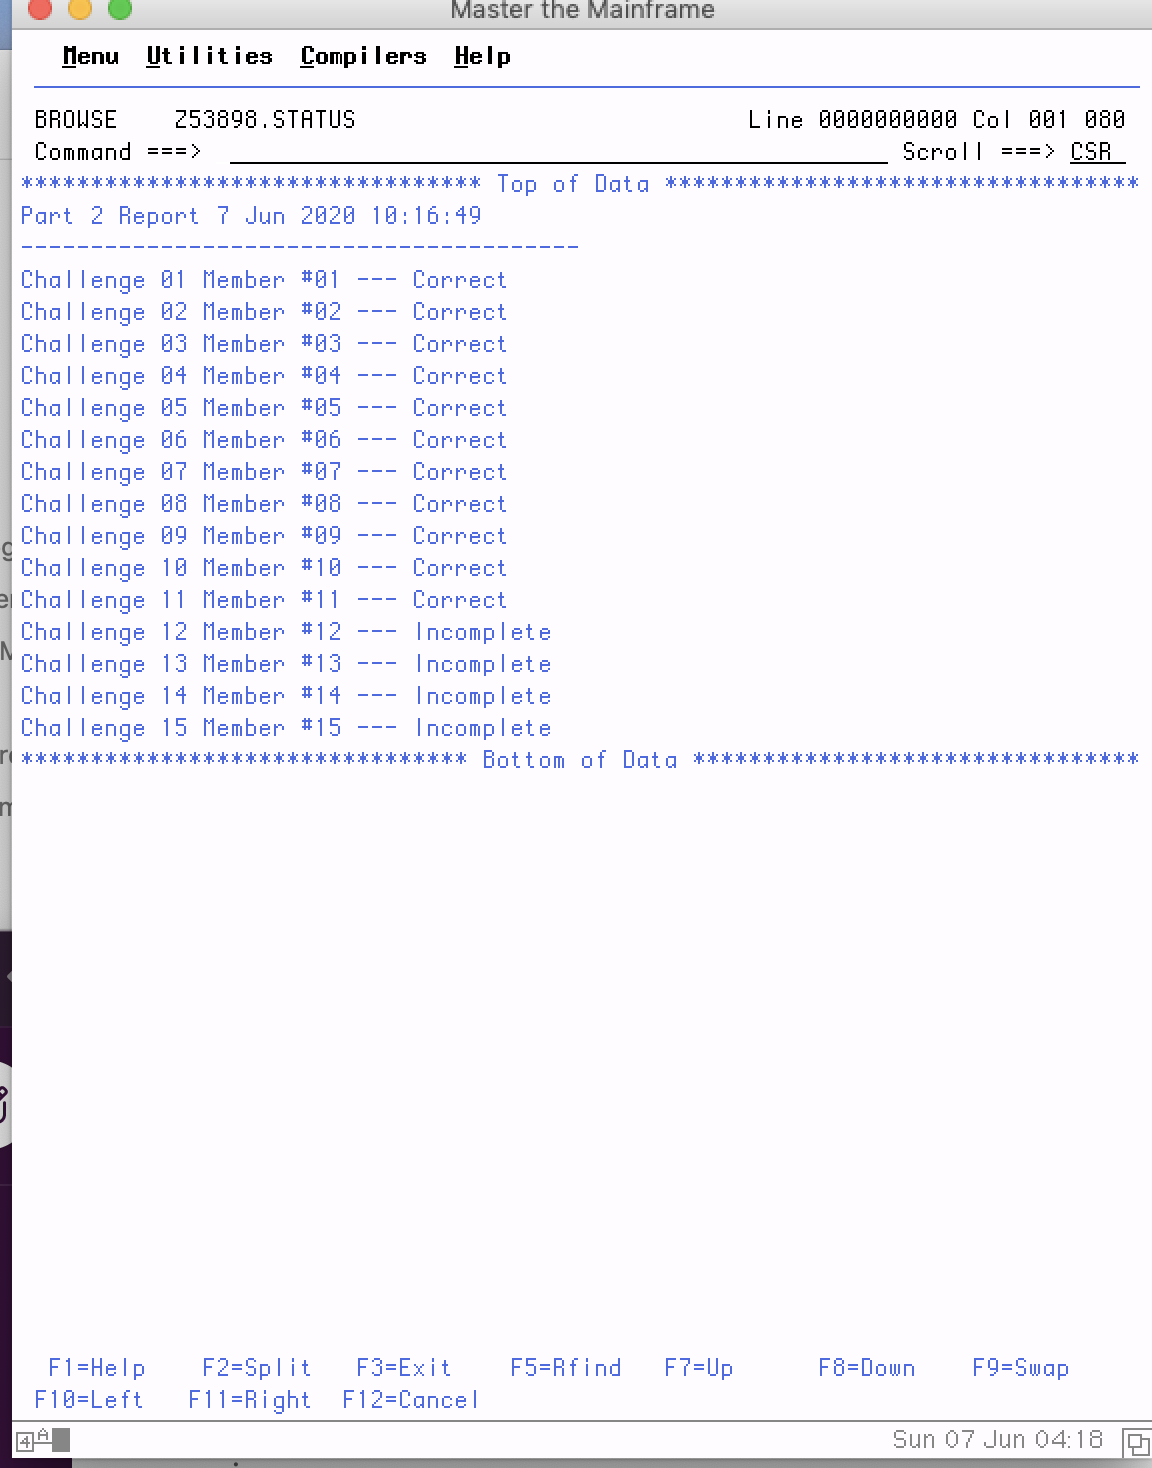 Master the Mainframe
Menu Utilities Compilers Help
BROWSE Z53898.STATUS Line 0000000000 Col 001 080
Command ===> Scroll ===> CSR
********************************* Top of Data **********************************
Part 2 Report 7 Jun 2020 10:16:49
----------------------------------------
Challenge 01 Member #01 --- Correct
Challenge 02 Member #02 --- Correct
Challenge 03 Member #03 --- Correct
Challenge 04 Member #04 --- Correct
Challenge 05 Member #05 --- Correct
Challenge 06 Member #06 --- Correct
Challenge 07 Member #07 --- Correct
Challenge 08 Member #08 --- Correct
Challenge 09 Member #09 --- Correct
Challenge 10 Member #10 --- Correct
Challenge 11 Member #11 --- Correct
Challenge 12 Member #12 --- Incomplete
Challenge 13 Member #13 --- Incomplete
Challenge 14 Member #14 --- Incomplete
Challenge 15 Member #15 --- Incomplete
******************************** Bottom of Data ********************************
F1=Help F2=Split F3=Exit F5=Rfind F7=Up F8=Down F9=Swap
F10=Left F11=Right F12=Cancel
4 A Sun 07 Jun 04:18